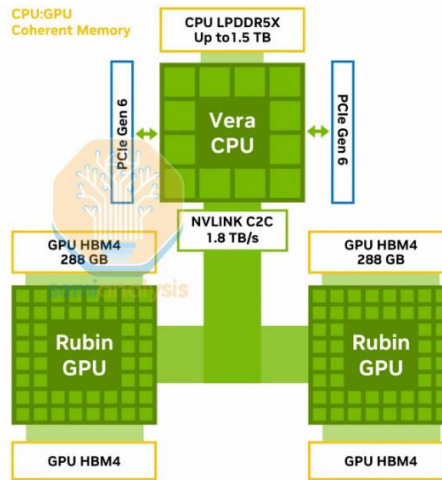 CPU:GPU
Coherent Memory
CPU LPDDR5X
Up to1.5 TB
PCIe Gen 6
Vera
CPU
PCIe Gen 6
NVLINK C2C
1.8 TB/s
GPU HBM4
288 GB
GPU HBM4
288 GB
semianalysis
Rubin
GPU
Rubin
GPU
GPU HBM4
GPU HBM4